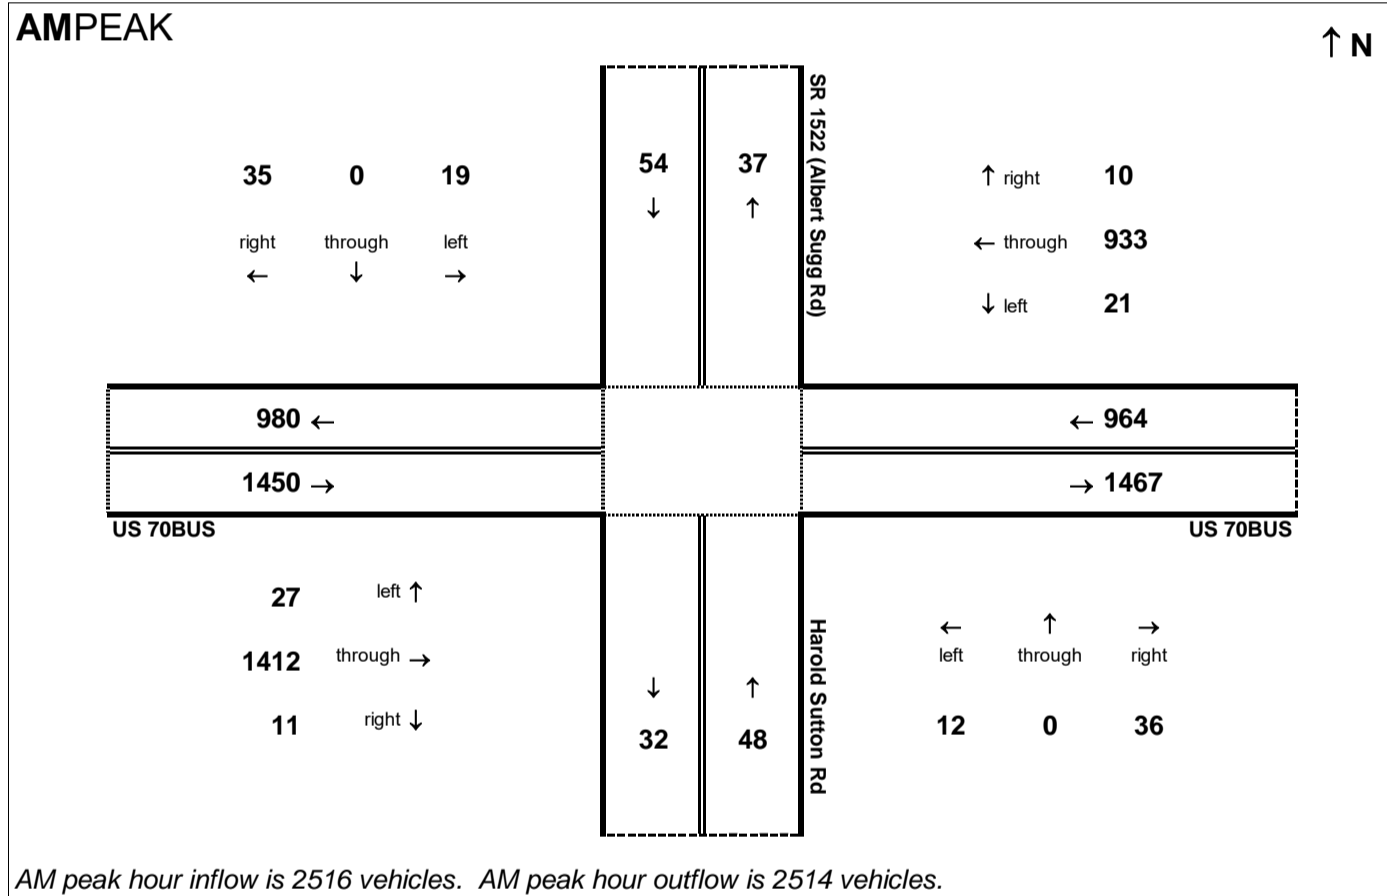 AMPEAK
↑ N
SR 1522 (Albert Sugg Rd)
35 0 19
right through left
← ↓ →
54 37
↓ ↑
↑ right 10
← through 933
↓ left 21
980 ←
← 964
1450 →
→ 1467
US 70BUS
US 70BUS
27 left ↑
1412 through →
11 right ↓
↓ ↑
32 48
Harold Sutton Rd
← ↑ →
left through right
12 0 36
AM peak hour inflow is 2516 vehicles. AM peak hour outflow is 2514 vehicles.